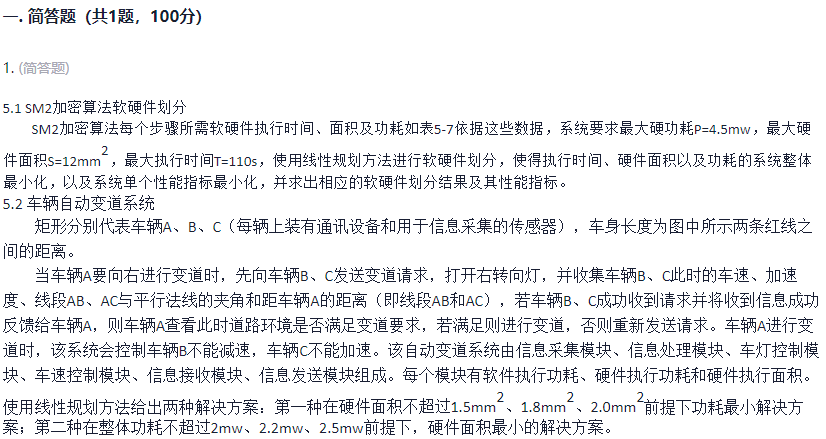 一. 简答题 (共1题，100分)
1. (简答题)
5.1 SM2加密算法软硬件划分
SM2加密算法每个步骤所需软硬件执行时间、面积及功耗如表5-7依据这些数据，系统要求最大硬功耗P=4.5mw，最大硬
件面积S=12mm2，最大执行时间T=110s，使用线性规划方法进行软硬件划分，使得执行时间、硬件面积以及功耗的系统整体
最小化，以及系统单个性能指标最小化，并求出相应的软硬件划分结果及其性能指标。
5.2 车辆自动变道系统
矩形分别代表车辆A、B、C（每辆上装有通讯设备和用于信息采集的传感器），车身长度为图中所示两条红线之
间的距离。
当车辆A要向右进行变道时，先向车辆B、C发送变道请求，打开右转向灯，并收集车辆B、C此时的车速、加速
度、线段AB、AC与平行法线的夹角和距车辆A的距离（即线段AB和AC），若车辆B、C成功收到请求并将收到信息成功
反馈给车辆A，则车辆A查看此时道路环境是否满足变道要求，若满足则进行变道，否则重新发送请求。车辆A进行变
道时，该系统会控制车辆B不能减速，车辆C不能加速。该自动变道系统由信息采集模块、信息处理模块、车灯控制模
块、车速控制模块、信息接收模块、信息发送模块组成。每个模块有软件执行功耗、硬件执行功耗和硬件执行面积。
使用线性规划方法给出两种解决方案：第一种在硬件面积不超过1.5mm2、1.8mm2、2.0mm2前提下功耗最小解决方
案；第二种在整体功耗不超过2mw、2.2mw、2.5mw前提下，硬件面积最小的解决方案。